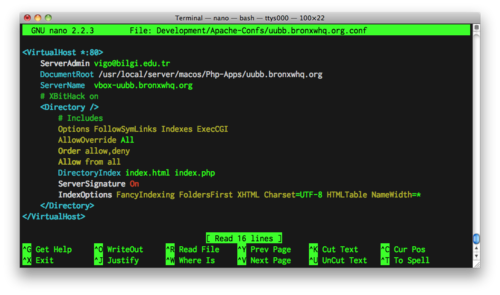 Terminal — nano — bash — ttys000 — 100×22
GNU nano 2.2.3 File: Development/Apache-Confs/uubb.bronxwhq.org.conf
<VirtualHost *:80>
ServerAdmin vigo@bilgi.edu.tr
DocumentRoot /usr/local/server/macos/Php-Apps/uubb.bronxwhq.org
ServerName vbox-uubb.bronxwhq.org
# XBitHack on
<Directory />
# Includes
Options FollowSymLinks Indexes ExecCGI
AllowOverride All
Order allow,deny
Allow from all
DirectoryIndex index.html index.php
ServerSignature On
IndexOptions FancyIndexing FoldersFirst XHTML Charset=UTF-8 HTMLTable NameWidth=*
</Directory>
</VirtualHost>
[ Read 16 lines ]
^G Get Help ^O WriteOut ^R Read File ^Y Prev Page ^K Cut Text ^C Cur Pos
^X Exit ^J Justify ^W Where Is ^V Next Page ^U UnCut Text ^T To Spell